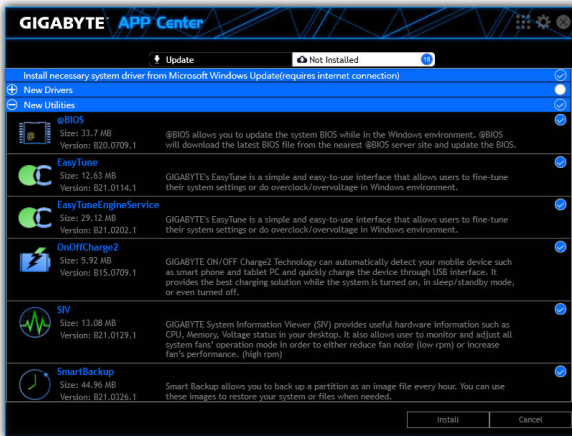 GIGABYTE™ APP Center
Update
Not Installed 18
Install necessary system driver from Microsoft Windows Update(requires internet connection)
New Drivers
New Utilities
@BIOS
Size: 33.7 MB
Version: B20.0709.1
@BIOS allows you to update the system BIOS while in the Windows environment. @BIOS
will download the latest BIOS file from the nearest @BIOS server site and update the BIOS.
EasyTune
Size: 12.63 MB
Version: B21.0114.1
GIGABYTE's EasyTune is a simple and easy-to-use interface that allows users to fine-tune
their system settings or do overclock/overvoltage in Windows environment.
EasyTuneEngineService
Size: 29.12 MB
Version: B21.0202.1
GIGABYTE's EasyTune is a simple and easy-to-use interface that allows users to fine-tune
their system settings or do overclock/overvoltage in Windows environment.
OnOffCharge2
Size: 5.92 MB
Version: B15.0709.1
GIGABYTE ON/OFF Charge2 Technology can automatically detect your mobile device such
as smart phone and tablet PC and quickly charge the device through USB interface. It
provides the best charging solution while the system is turned on, in sleep/standby mode,
or even turned off.
SIV
Size: 13.08 MB
Version: B21.0129.1
GIGABYTE System Information Viewer (SIV) provides useful hardware information such as
CPU, Memory, Voltage status in your desktop. It also allows user to monitor and adjust all
system fans' operation mode in order to either reduce fan noise (low rpm) or increase
fan's performance. (high rpm)
SmartBackup
Size: 44.96 MB
Version: B21.0326.1
Smart Backup allows you to back up a partition as an image file every hour. You can use
these images to restore your system or files when needed.
Install
Cancel